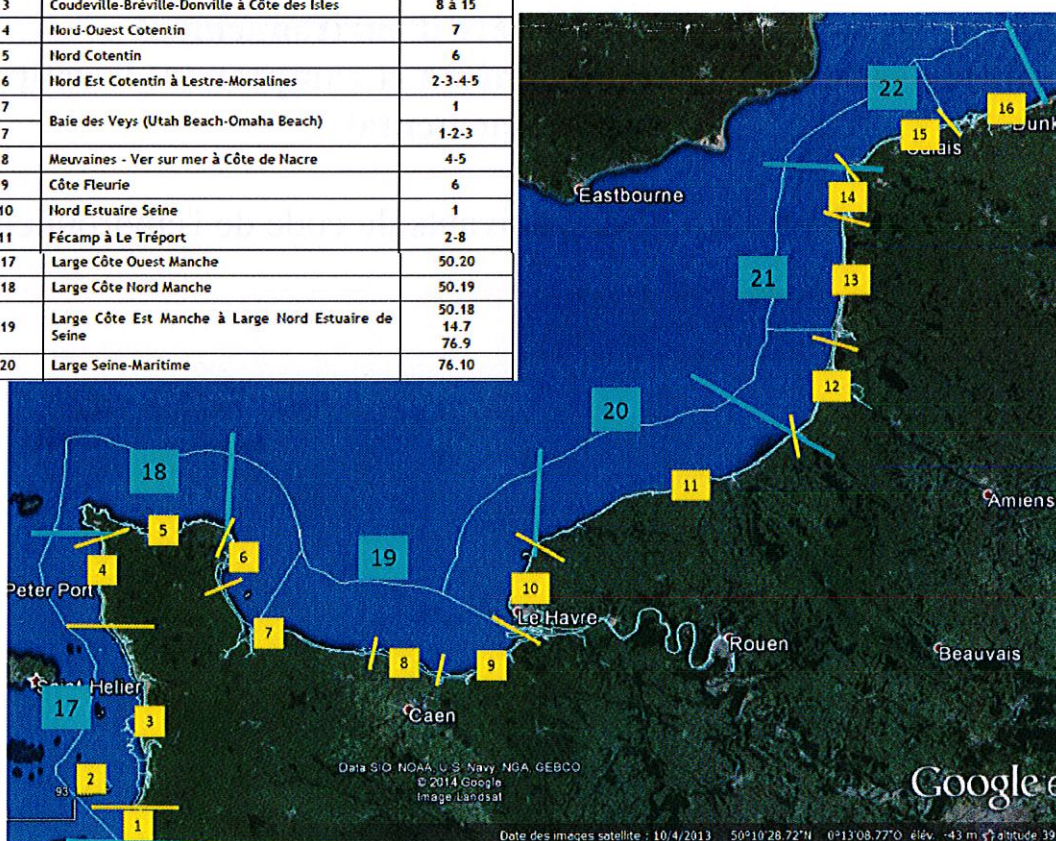 3 Coudeville-Bréville-Donville à Côte des Isles 8 à 15
4 Nord-Ouest Cotentin 7
5 Nord Cotentin 6
6 Nord Est Cotentin à Lestre-Morsalines 2-3-4-5
7 Baie des Veys (Utah Beach-Omaha Beach) 1
7 1-2-3
8 Meuvaines - Ver sur mer à Côte de Nacre 4-5
9 Côte Fleurie 6
10 Nord Estuaire Seine 1
11 Fécamp à Le Tréport 2-8
17 Large Côte Ouest Manche 50.20
18 Large Côte Nord Manche 50.19
19 Large Côte Est Manche à Large Nord Estuaire de
Seine
50.18
14.7
76.9
20 Large Seine-Maritime 76.10
22
16
15
Dunk
Calais
Eastbourne
14
21
13
12
20
11
18
5
Amiens
19
6
4
10
Peter Port
Le Havre
7
Rouen
8
9
Beauvais
Saint Helier
17
3
Caen
2
93
1
Data SIO, NOAA, U.S. Navy, NGA, GEBCO
© 2014 Google
Image Landsat
Google e
Date des images satellite : 10/4/2013 50°10'28.72"N 0°13'08.77"O élév. -43 m altitude 39